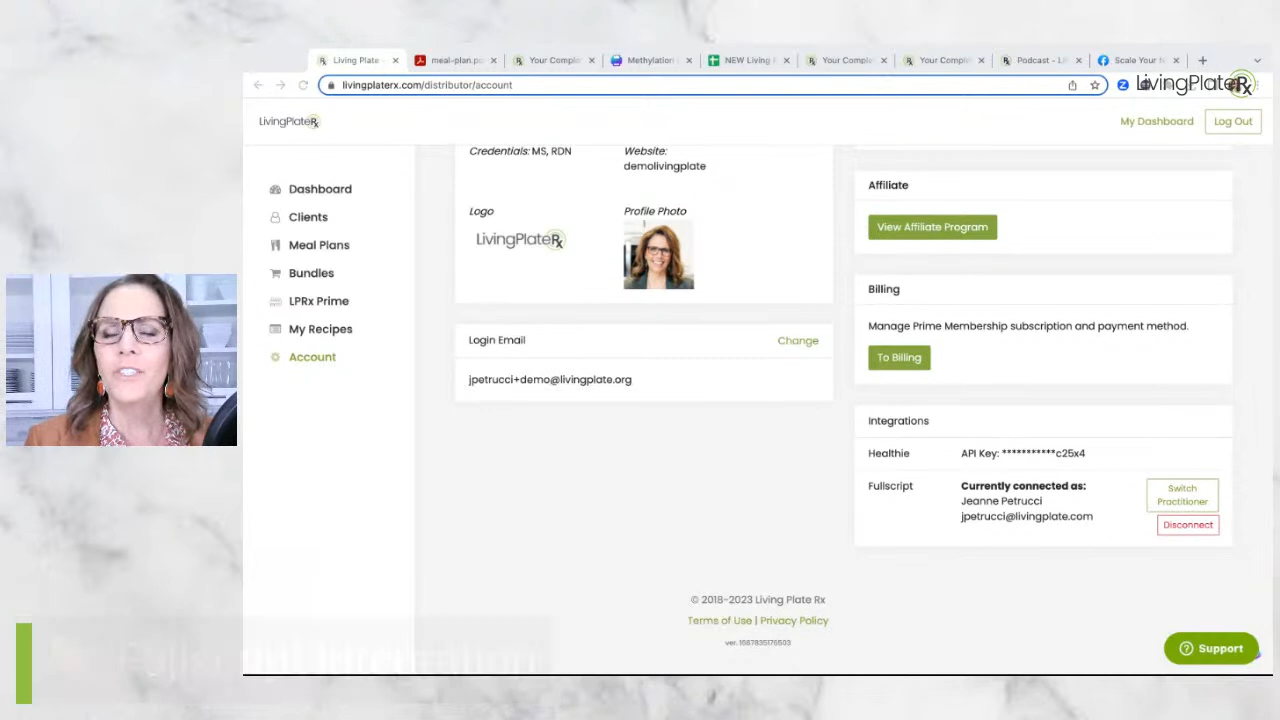 Living Plate -
meal-plan.pc
Your Comple
Methylation
NEW Living F
Your Comple
Your Comple
Podcast - LF
Scale Your N
livingplaterx.com/distributor/account
LivingPlateRx
LivingPlateRx
My Dashboard
Log Out
Dashboard
Clients
Meal Plans
Bundles
LPRx Prime
My Recipes
Account
Credentials: MS, RDN
Website:
demolivingplate
Logo
Profile Photo
LivingPlateRx
Login Email
Change
jpetrucci+demo@livingplate.org
Affiliate
View Affiliate Program
Billing
Manage Prime Membership subscription and payment method.
To Billing
Integrations
Healthie
API Key: ***********c25x4
Fullscript
Currently connected as:
Jeanne Petrucci
jpetrucci@livingplate.com
Switch
Practitioner
Disconnect
© 2018-2023 Living Plate Rx
Terms of Use | Privacy Policy
ver. 1667835176503
Support